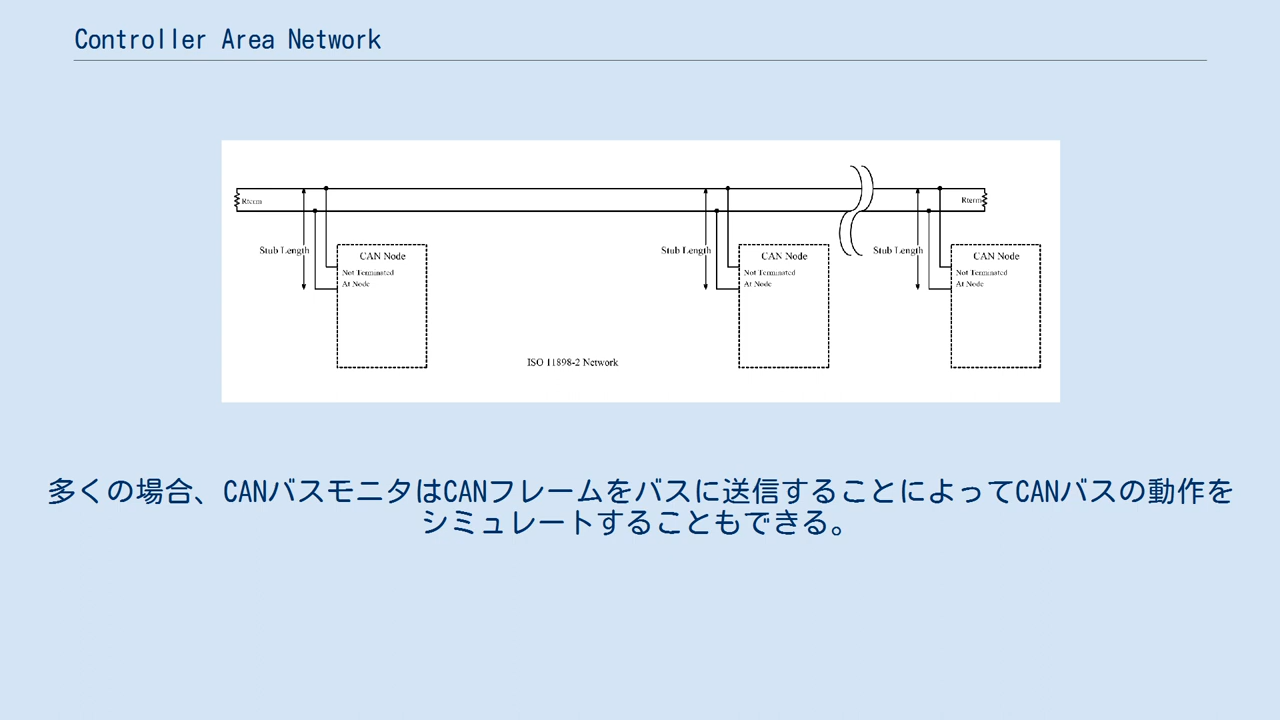 Controller Area Network
Rterm
Rterm
Stub Length
Stub Length
Stub Length
CAN Node
Not Terminated
At Node
CAN Node
Not Terminated
At Node
CAN Node
Not Terminated
At Node
ISO 11898-2 Network
多くの場合、CANバスモニタはCANフレームをバスに送信することによってCANバスの動作を
シミュレートすることもできる。